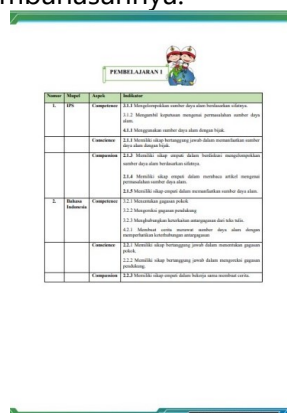 mbahasannya.
PEMBELAJARAN 1
Nomor Mapel Aspek Indikator
1. IPS Competence 3.1.1 Mengelompokkan sumber daya alam berdasarkan sifatnya.
3.1.2 Mengambil keputusan mengenai permasalahan sumber daya
alam.
4.1.1 Menggunakan sumber daya alam dengan bijak.
Conscience 2.1.1 Memiliki sikap bertanggung jawab dalam memanfaatkan sumber
daya alam dengan bijak.
Compassion 2.1.3 Memiliki sikap empati dalam berdiskusi mengelompokkan
sumber daya alam berdasarkan sifatnya.
2.1.4 Memiliki sikap empati dalam membaca artikel mengenai
permasalahan sumber daya alam.
2.1.5 Memiliki sikap empati dalam memanfaatkan sumber daya alam.
2. Bahasa Indonesia Competence 3.2.1 Menentukan gagasan pokok
3.2.2 Mengoreksi gagasan pendukung
3.2.3 Menghubungkan keterkaitan antargagasan dari teks tulis.
4.2.1 Membuat cerita merawat sumber daya alam dengan
memperhatikan keterhubungan antargagasan
Conscience 2.2.1 Memiliki sikap bertanggung jawab dalam menentukan gagasan
pokok.
2.2.2 Memiliki sikap bertanggung jawab dalam mengoreksi gagasan
pendukung.
Compassion 2.2.3 Memiliki sikap empati dalam bekerja sama membuat cerita.